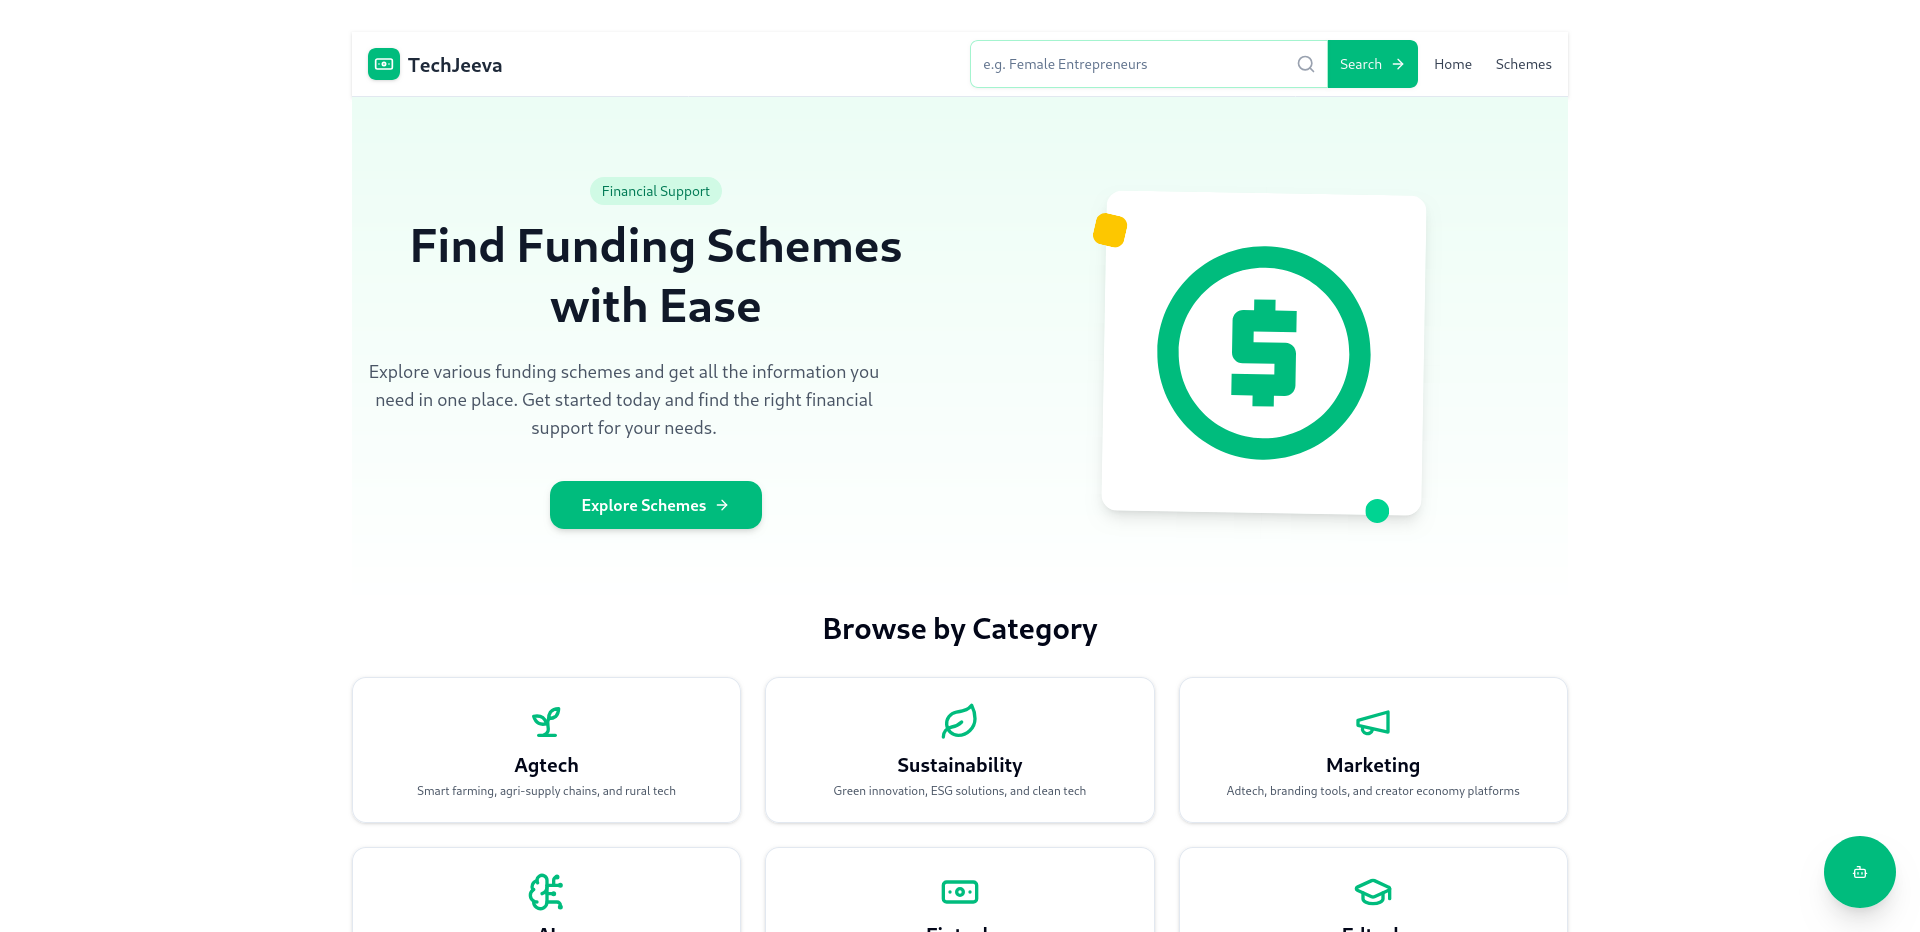 TechJeeva
e.g. Female Entrepreneurs
Search
Home
Schemes
Financial Support
Find Funding Schemes
with Ease
Explore various funding schemes and get all the information you
need in one place. Get started today and find the right financial
support for your needs.
Explore Schemes
Browse by Category
Agtech
Smart farming, agri-supply chains, and rural tech
Sustainability
Green innovation, ESG solutions, and clean tech
Marketing
Adtech, branding tools, and creator economy platforms